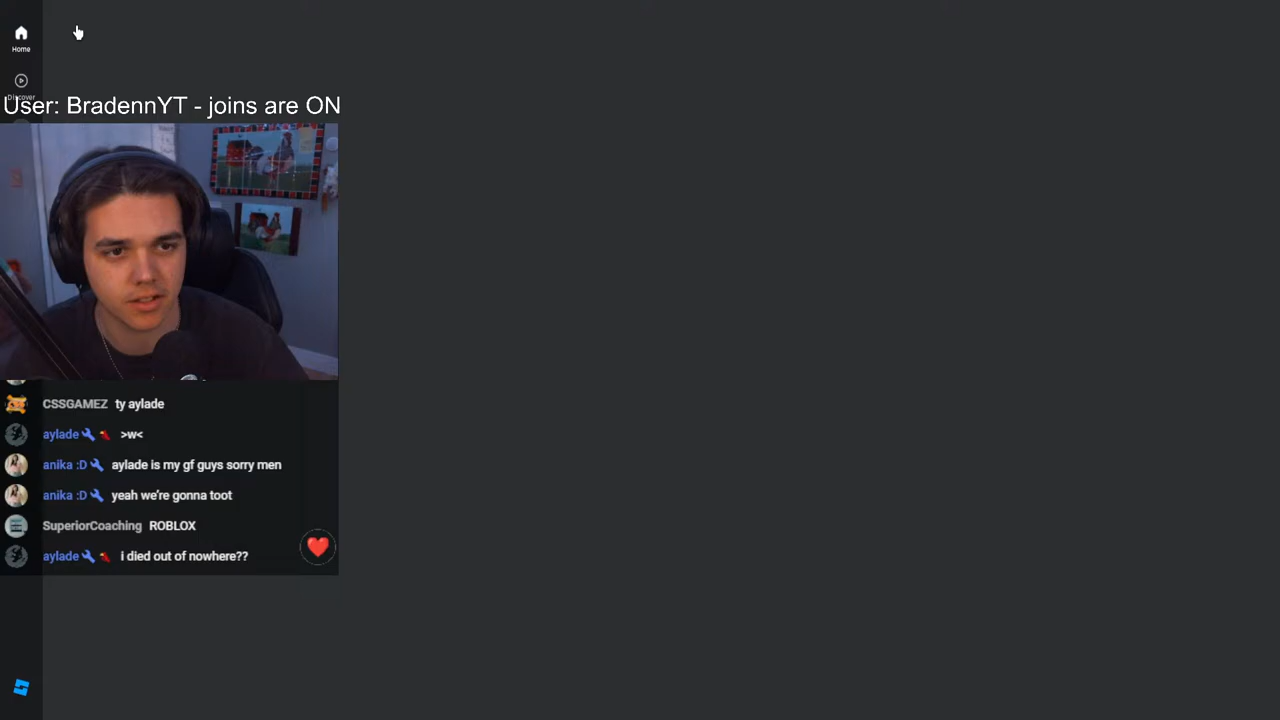 Home
Discover
User: BradennYT - joins are ON
CSSGAMEZ ty aylade
aylade >w<
anika :D aylade is my gf guys sorry men
anika :D yeah we're gonna toot
SuperiorCoaching ROBLOX
aylade i died out of nowhere??